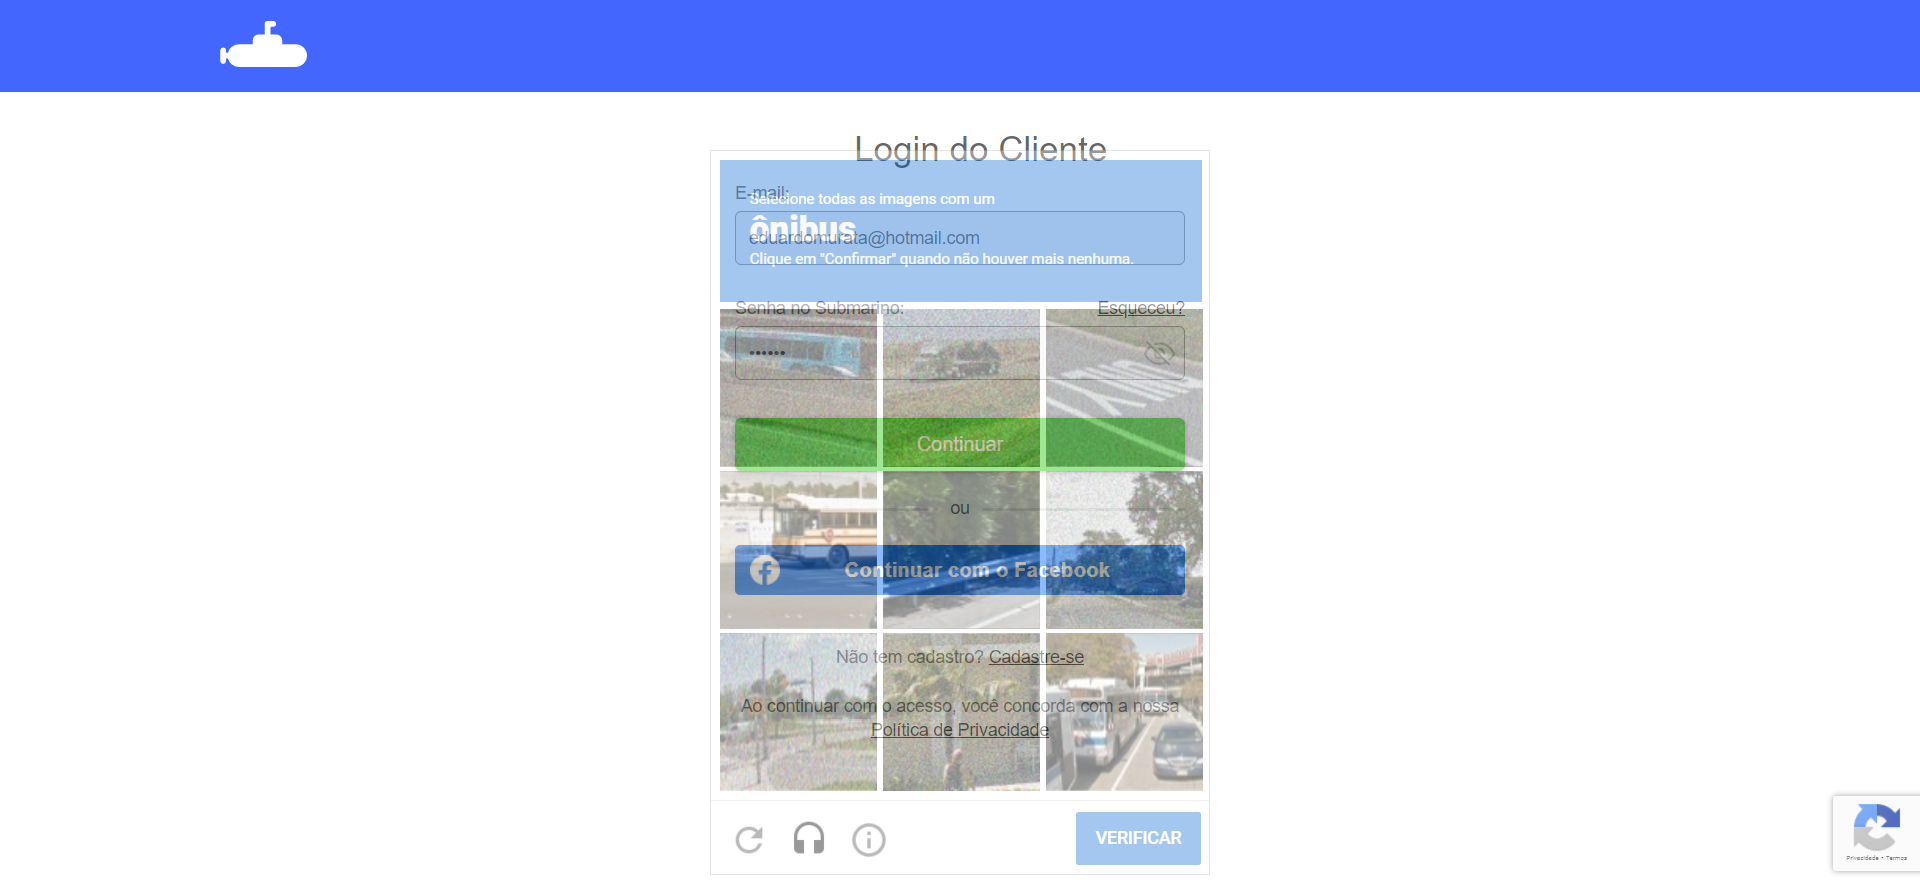 Login do Cliente
E-mail:
Selecione todas as imagens com um
ônibus
eduardomurata@hotmail.com
Clique em "Confirmar" quando não houver mais nenhuma.
Senha no Submarino:
Esqueceu?
••••••
Continuar
ou
Continuar com o Facebook
Não tem cadastro? Cadastre-se
Ao continuar com o acesso, você concorda com a nossa
Política de Privacidade
VERIFICAR
Privacidade - Termos